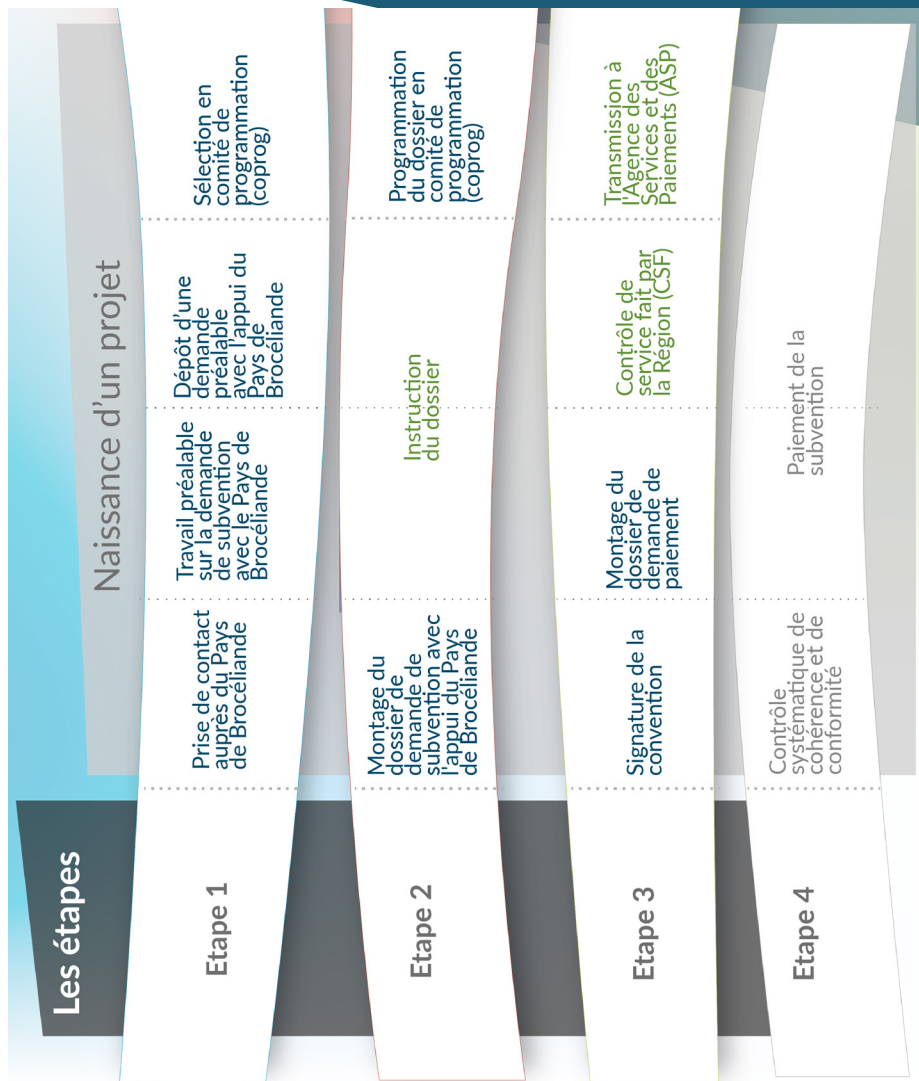 Les étapes
Naissance d’un projet
Etape 1
Prise de contact
auprès du Pays
de Brocéliande
Travail préalable
sur la demande
de subvention
avec le Pays de
Brocéliande
Dépôt d’une
demande
préalable
avec l’appui du
Pays de
Brocéliande
Sélection en
comité de
programmation
(coprog)
Etape 2
Montage du
dossier de
demande de
subvention avec
l'appui du Pays
de Brocéliande
Instruction
du dossier
Programmation
du dossier en
comité de
programmation
(coprog)
Etape 3
Signature de la
convention
Montage du
dossier de
demande de
paiement
Contrôle de
service fait par
la Région (CSF)
Transmission à
l'Agence des
Services et des
Paiements (ASP)
Etape 4
Contrôle
systématique de
cohérence et de
conformité
Paiement de la
subvention